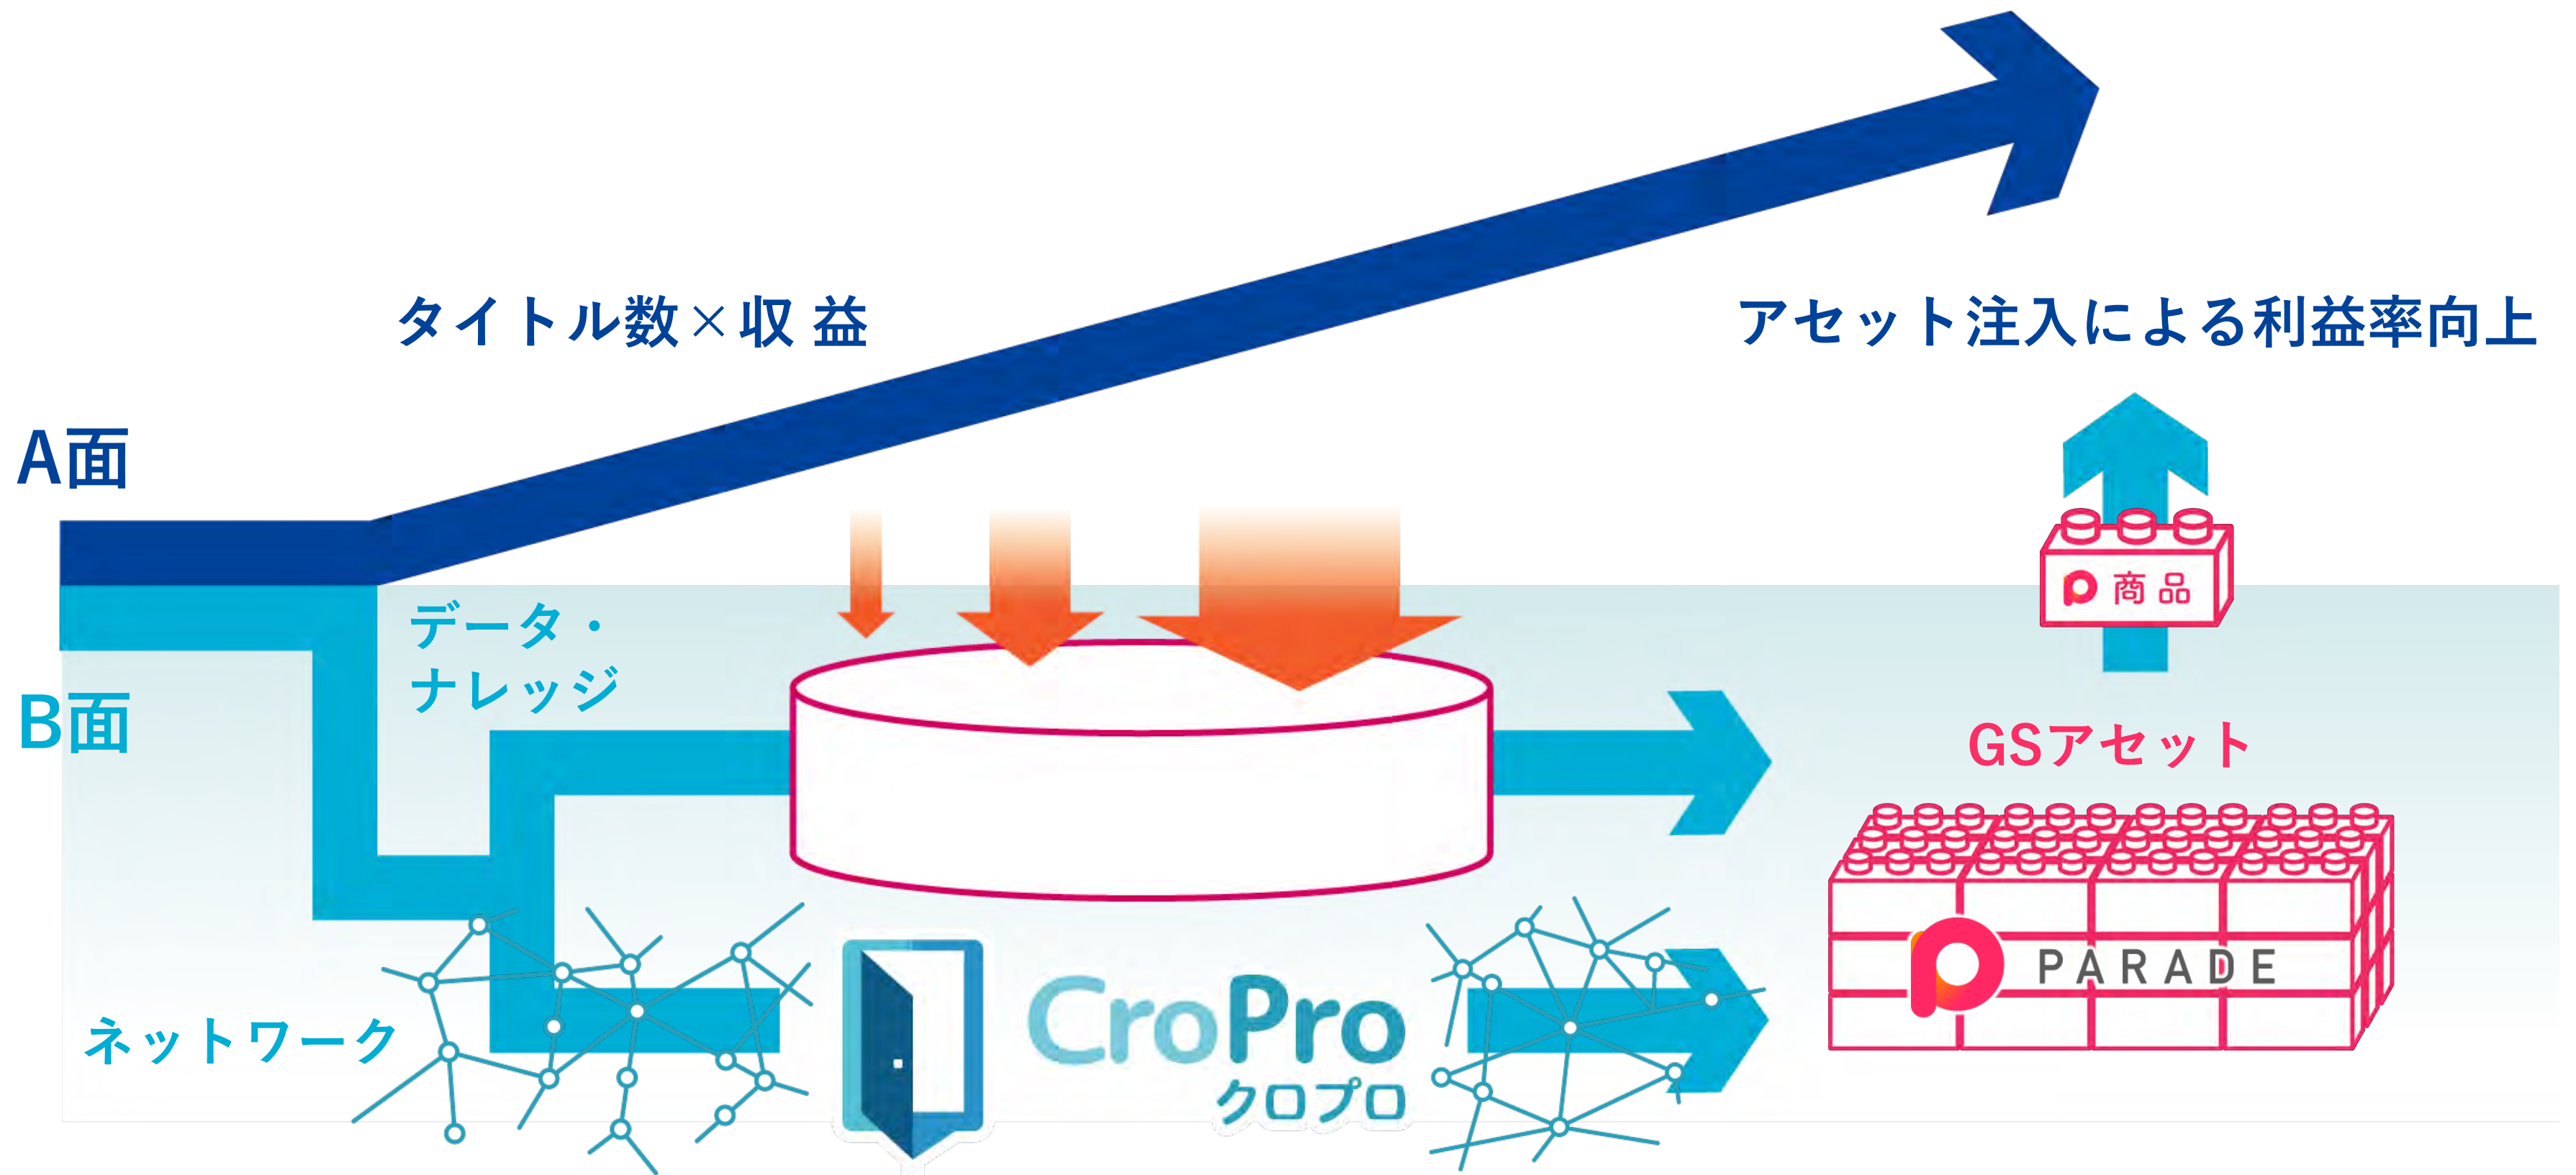 タイトル数×収 益
アセット注入による利益率向上
A面
商 品
データ・
ナレッジ
B面
GSアセット
PARADE
ネットワーク
CroPro
クロプロ